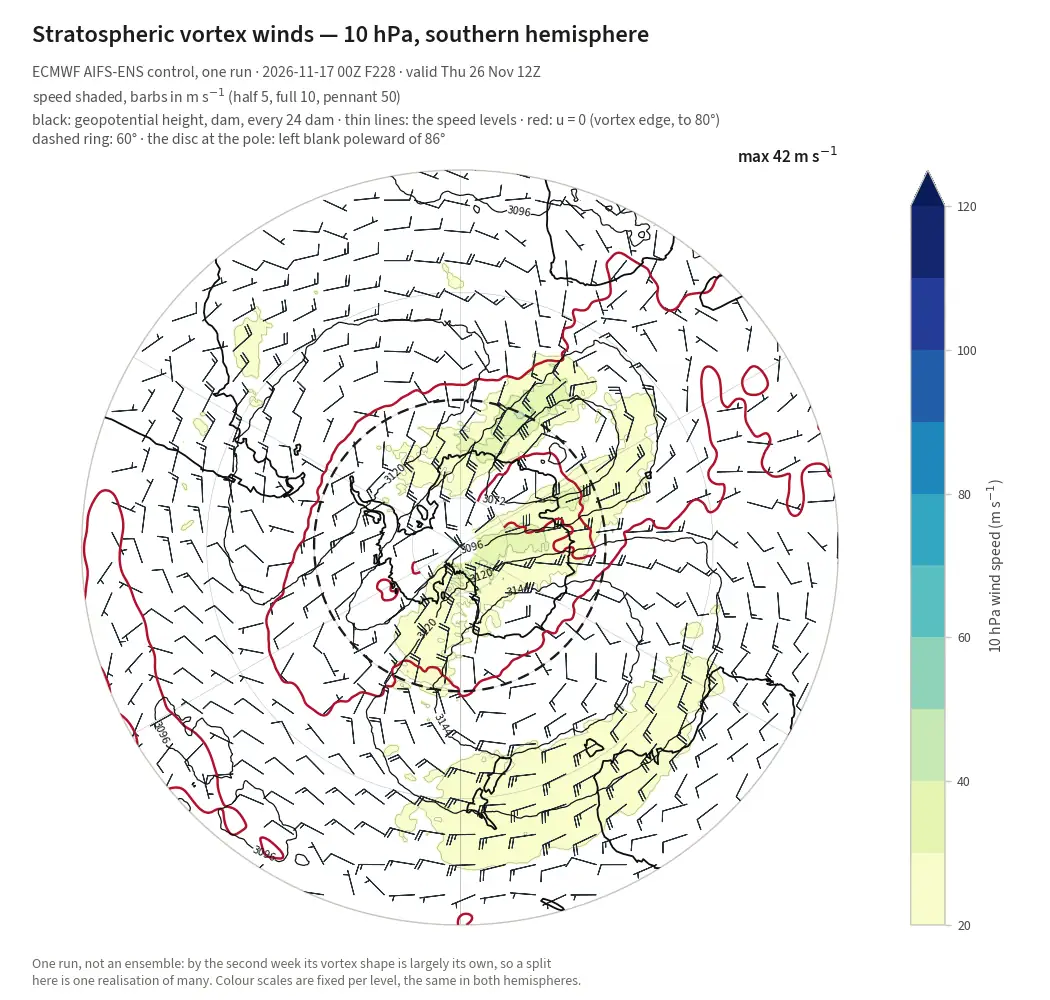 Stratospheric vortex winds — 10 hPa, southern hemisphere
ECMWF AIFS-ENS control, one run · 2026-11-17 00Z F228 · valid Thu 26 Nov 12Z
speed shaded, barbs in m s⁻¹ (half 5, full 10, pennant 50)
black: geopotential height, dam, every 24 dam · thin lines: the speed levels · red: u = 0 (vortex edge, to 80°)
dashed ring: 60° · the disc at the pole: left blank poleward of 86°
max 42 m s⁻¹
120
100
80
60
40
20
10 hPa wind speed (m s⁻¹)
3096
3120
3072
3096
3120
3144
3120
3144
3096
3096
One run, not an ensemble: by the second week its vortex shape is largely its own, so a split
here is one realisation of many. Colour scales are fixed per level, the same in both hemispheres.